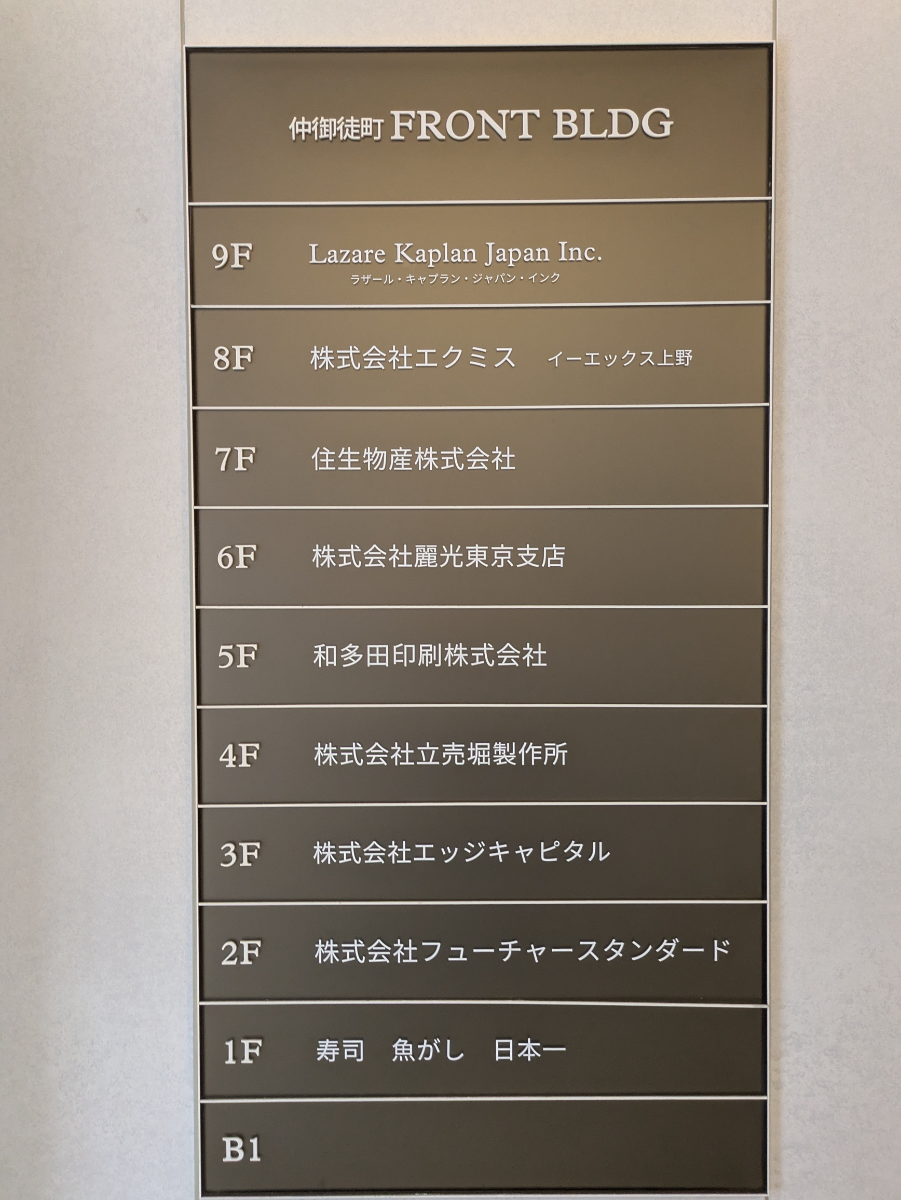 仲御徒町 FRONT BLDG
9F Lazare Kaplan Japan Inc.
ラザール・キャプラン・ジャパン・インク
8F 株式会社エクミス イーエックス上野
7F 住生物産株式会社
6F 株式会社麗光東京支店
5F 和多田印刷株式会社
4F 株式会社立売堀製作所
3F 株式会社エッジキャピタル
2F 株式会社フューチャースタンダード
1F 寿司 魚がし 日本一
B1